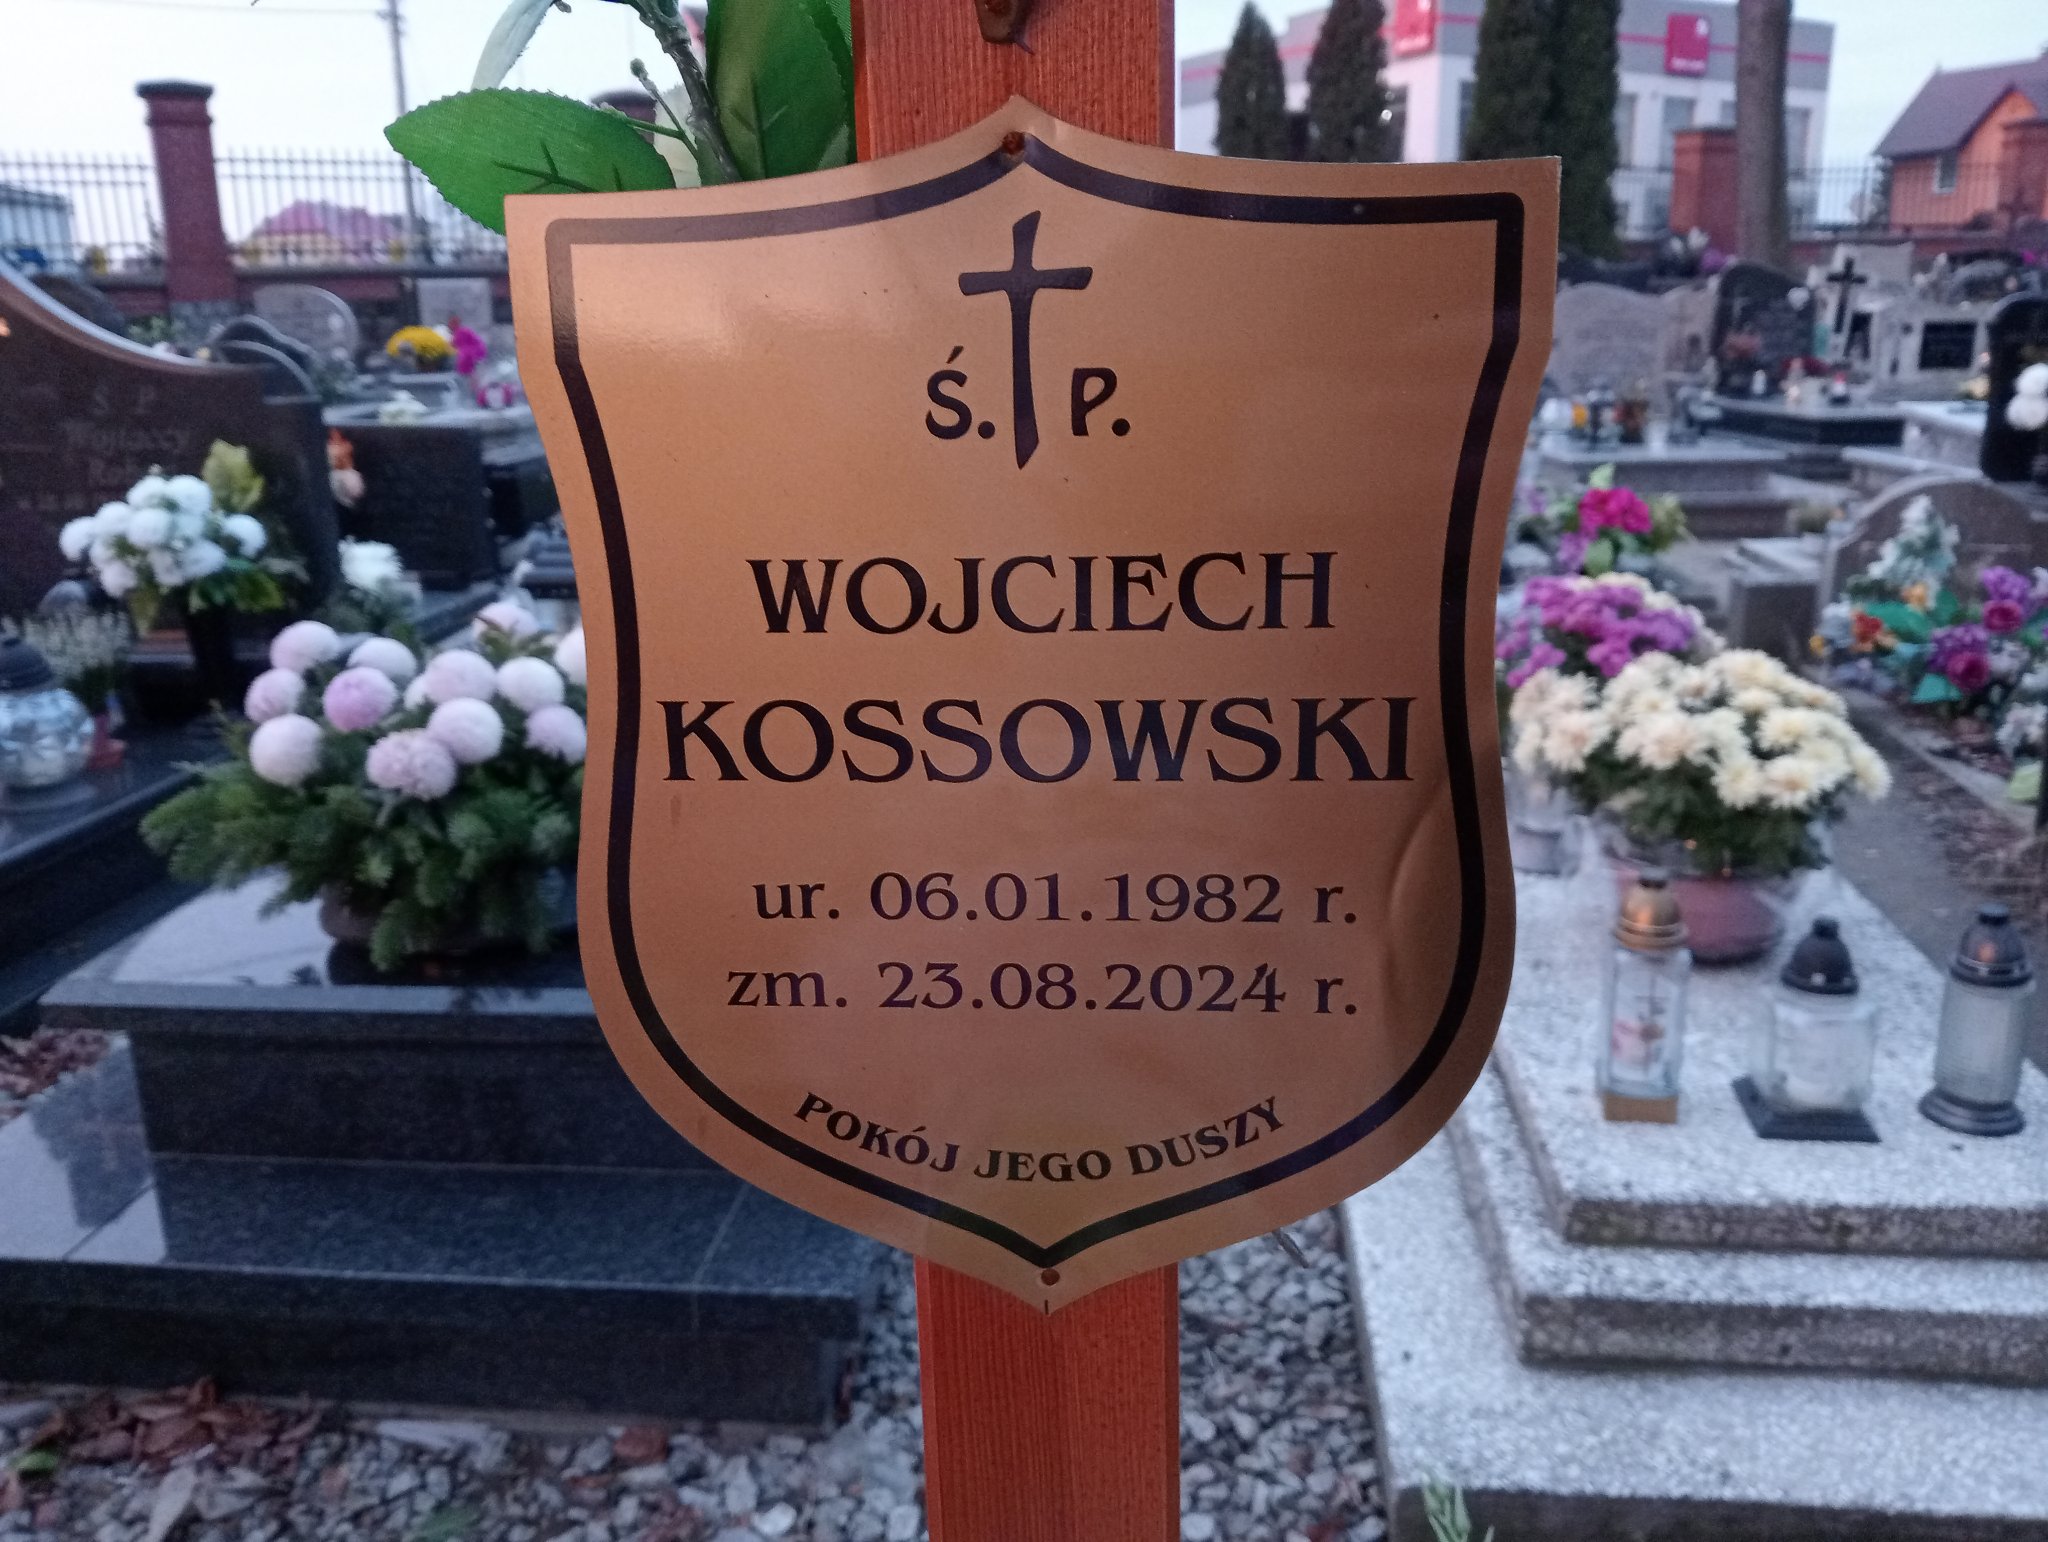 Ś. P.
WOJCIECH
KOSSOWSKI
ur. 06.01.1982 r.
zm. 23.08.2024 r.
POKÓJ JEGO DUSZY
Ś P